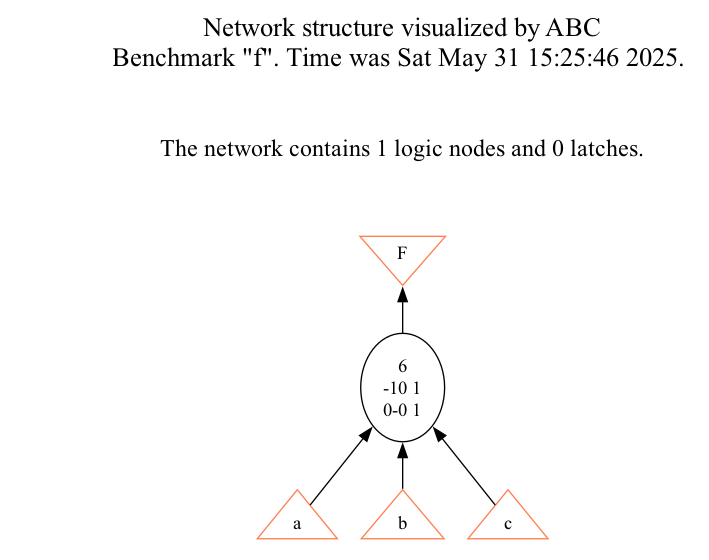 Network structure visualized by ABC
Benchmark "f". Time was Sat May 31 15:25:46 2025.
The network contains 1 logic nodes and 0 latches.
F
6
-10 1
0-0 1
a
b
c